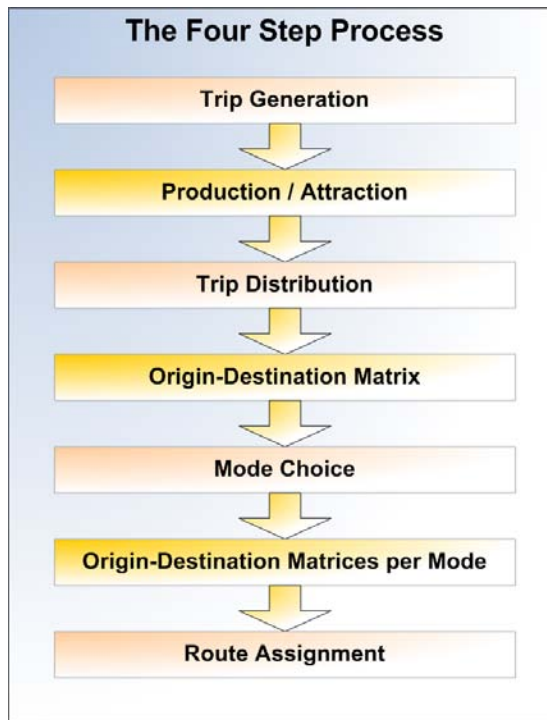 The Four Step Process
Trip Generation
Production / Attraction
Trip Distribution
Origin-Destination Matrix
Mode Choice
Origin-Destination Matrices per Mode
Route Assignment